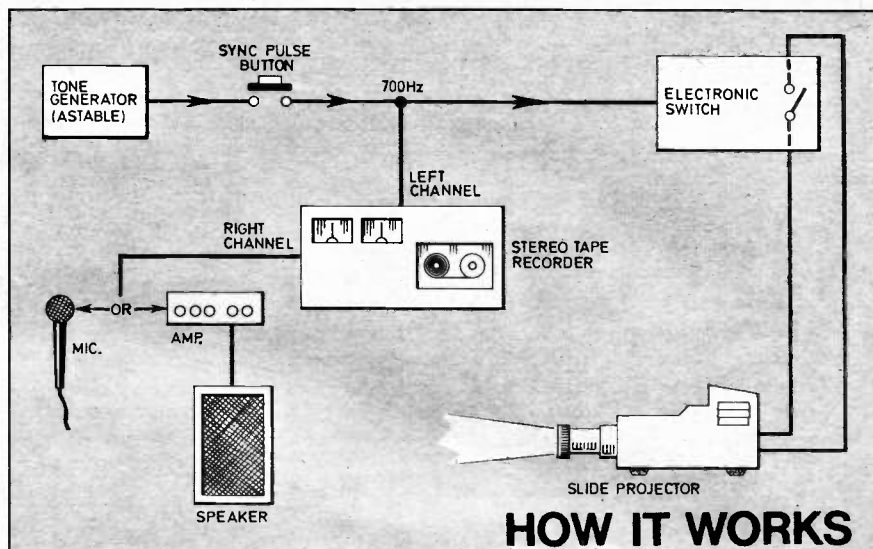 SYNC PULSE
BUTTON
TONE
GENERATOR
(ASTABLE)
700Hz
ELECTRONIC
SWITCH
LEFT
CHANNEL
RIGHT
CHANNEL
STEREO TAPE
RECORDER
OR
MIC.
AMP.
SPEAKER
SLIDE PROJECTOR
HOW IT WORKS